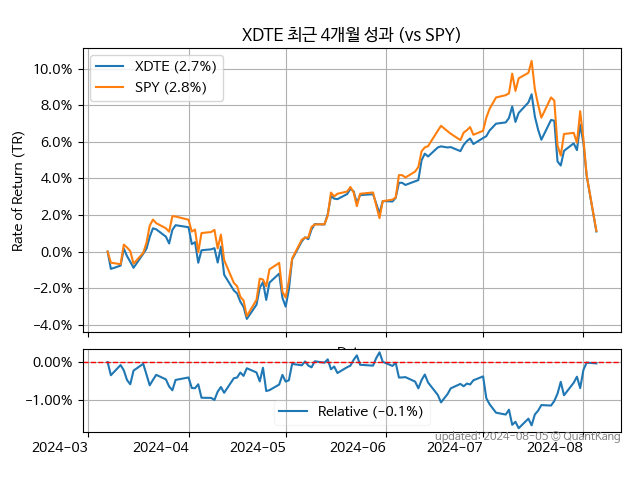 XDTE 최근 4개월 성과 (vs SPY)
XDTE (2.7%)
SPY (2.8%)
Rate of Return (TR)
10.0%
8.0%
6.0%
4.0%
2.0%
0.0%
−2.0%
−4.0%
0.00%
−1.00%
Relative (−0.1%)
updated: 2024-08-05 © QuantKang
2024-03
2024-04
2024-05
2024-06
2024-07
2024-08